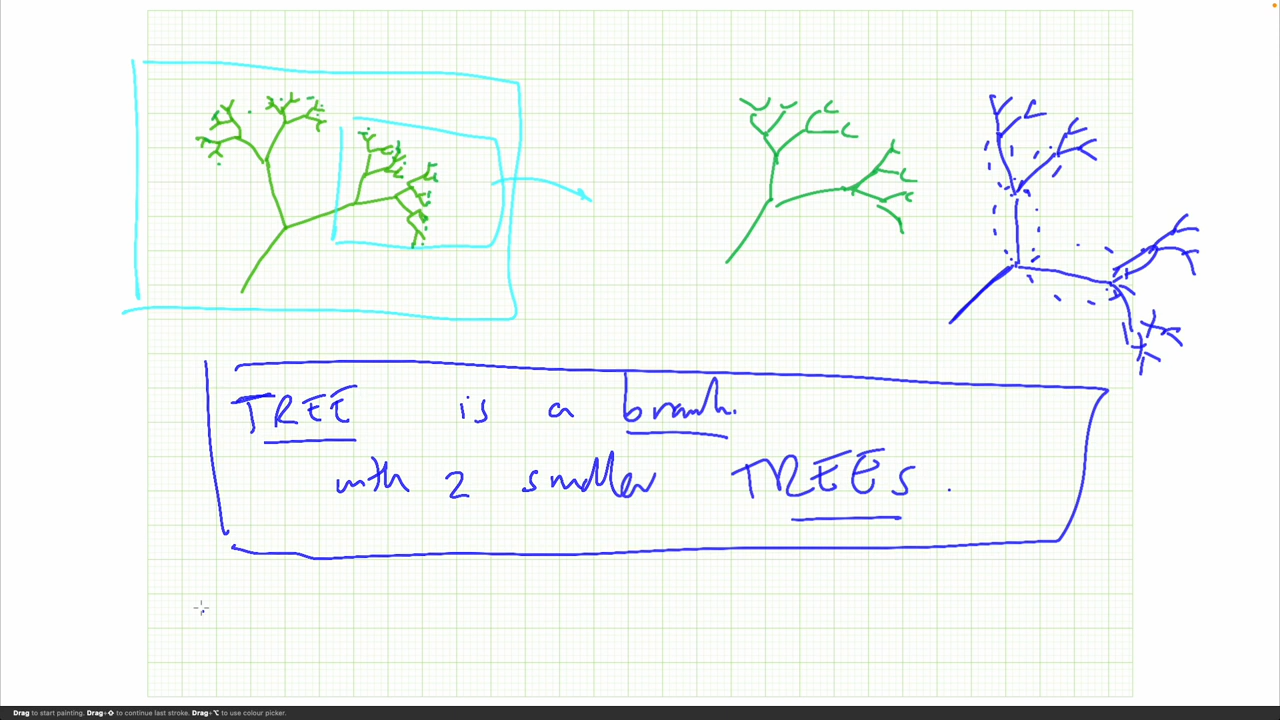 TREE is a branch.
with 2 smaller TREES.
Drag to start painting. Drag+⇧ to continue last stroke. Drag+⌥ to use colour picker.